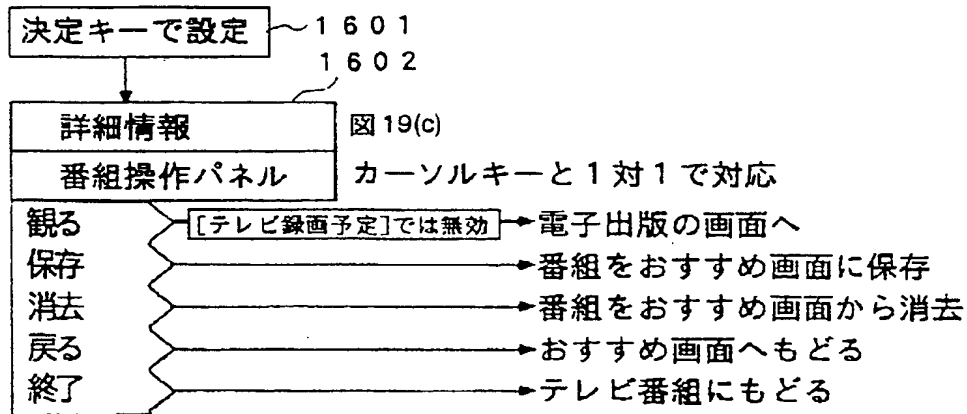 決定キーで設定 1601
1602
詳細情報 図19(c)
番組操作パネル カーソルキーと1対1で対応
観る [テレビ録画予定]では無効 電子出版の画面へ
保存 番組をおすすめ画面に保存
消去 番組をおすすめ画面から消去
戻る おすすめ画面へもどる
終了 テレビ番組にもどる